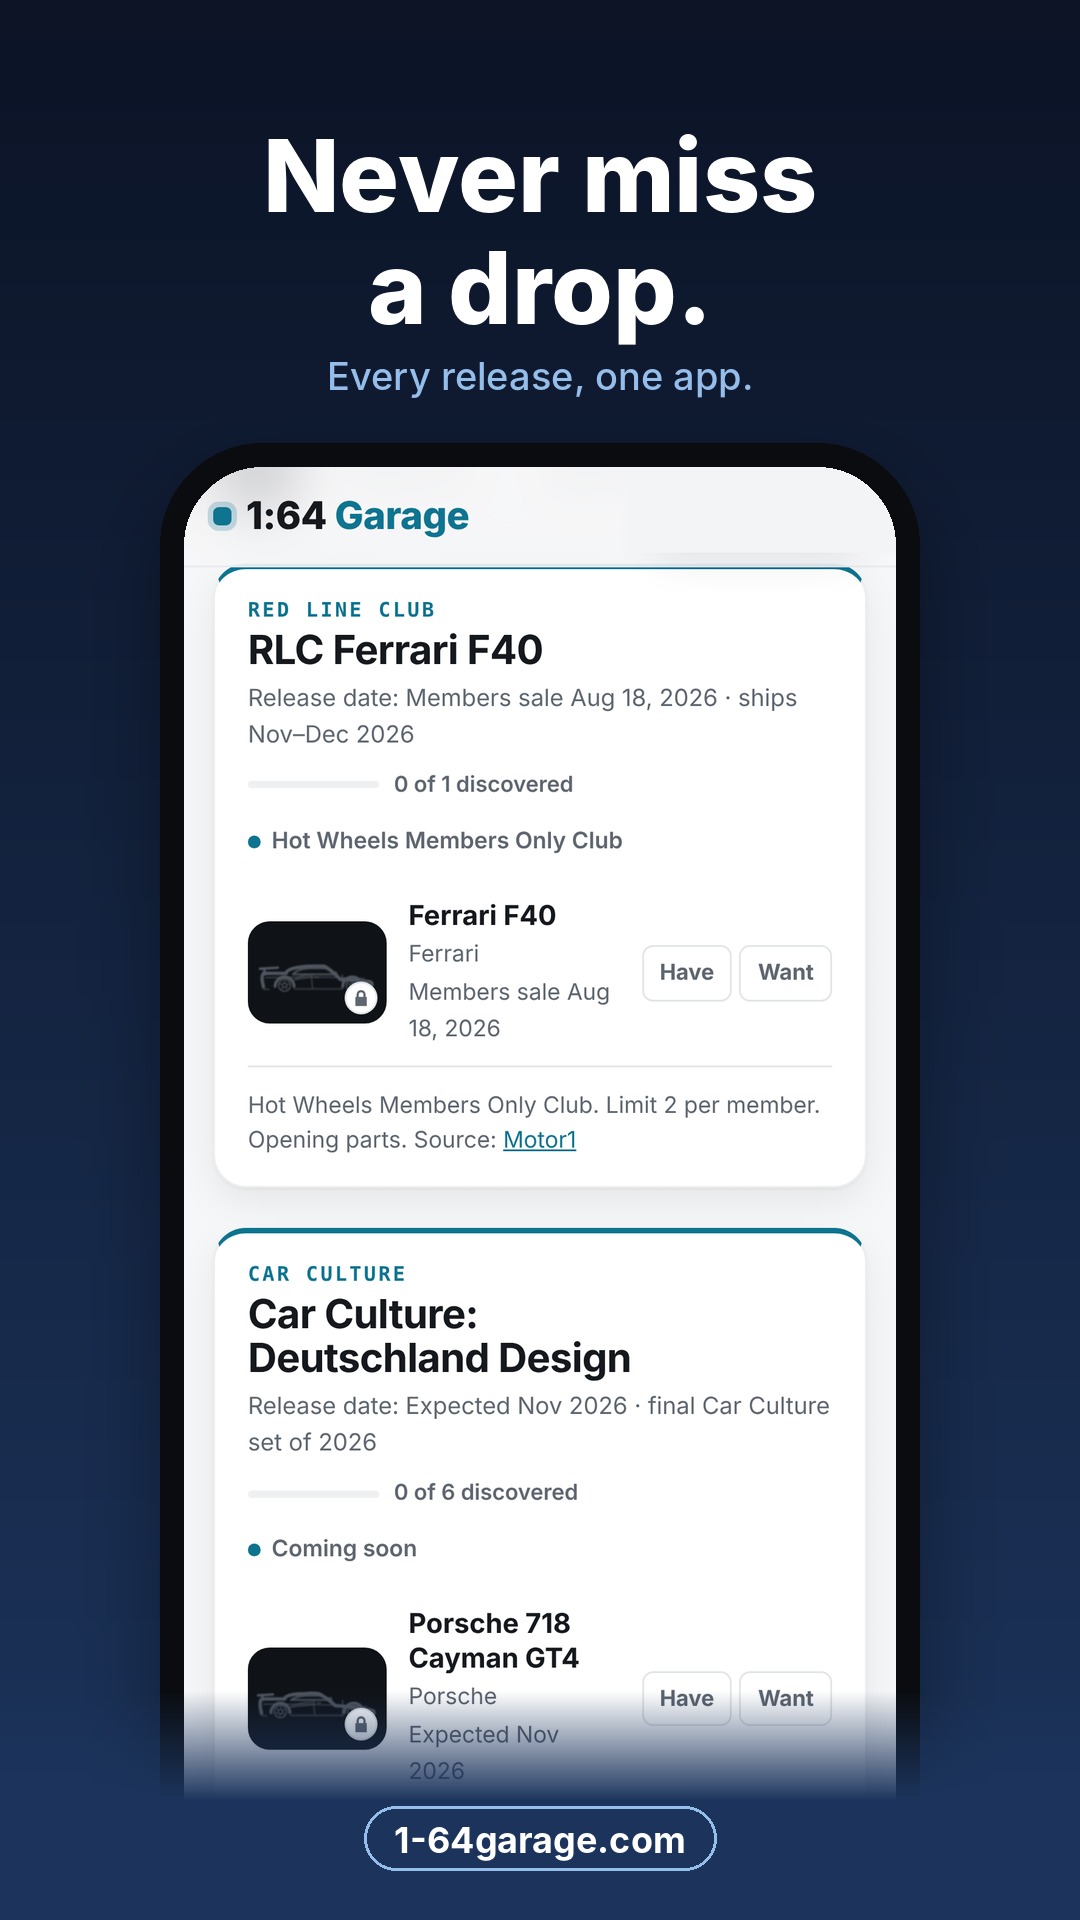 Never miss
a drop.
Every release, one app.
1:64 Garage
RED LINE CLUB
RLC Ferrari F40
Release date: Members sale Aug 18, 2026 · ships
Nov–Dec 2026
0 of 1 discovered
Hot Wheels Members Only Club
Ferrari F40
Ferrari
Members sale Aug
18, 2026
Have
Want
Hot Wheels Members Only Club. Limit 2 per member.
Opening parts. Source: Motor1
CAR CULTURE
Car Culture:
Deutschland Design
Release date: Expected Nov 2026 · final Car Culture
set of 2026
0 of 6 discovered
Coming soon
Porsche 718
Cayman GT4
Porsche
Expected Nov
2026
Have
Want
1-64garage.com